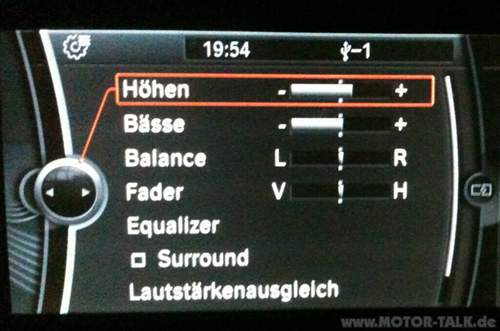 19:54 -1
Höhen - +
Bässe - +
Balance L R
Fader V H
Equalizer
Surround
Lautstärkenausgleich
www.MOTOR-TALK.de